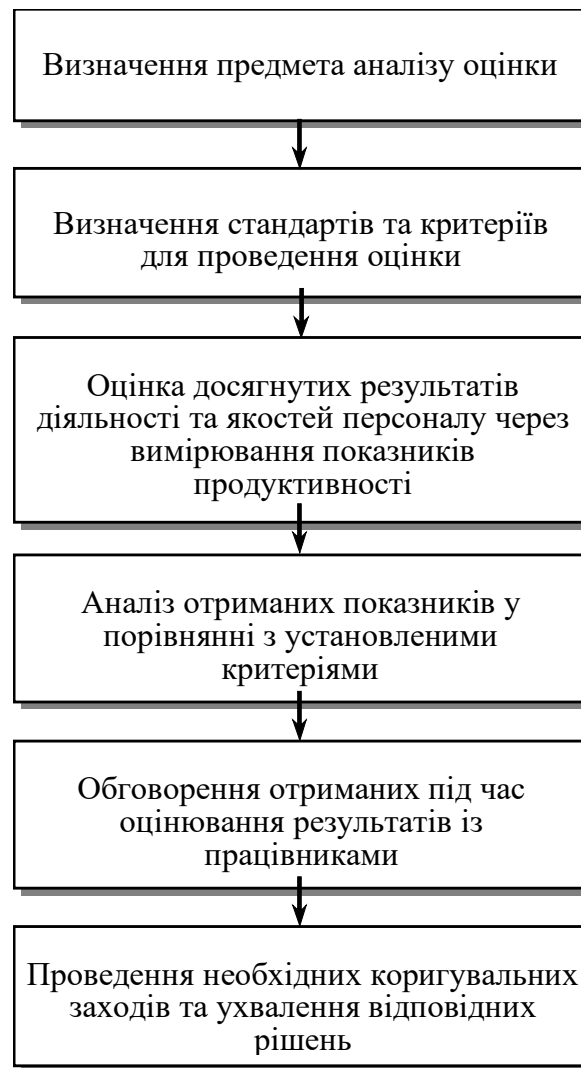 Визначення предмета аналізу оцінки
Визначення стандартів та критеріїв
для проведення оцінки
Оцінка досягнутих результатів
діяльності та якостей персоналу через
вимірювання показників
продуктивності
Аналіз отриманих показників у
порівнянні з установленими
критеріями
Обговорення отриманих під час
оцінювання результатів із
працівниками
Проведення необхідних коригувальних
заходів та ухвалення відповідних
рішень